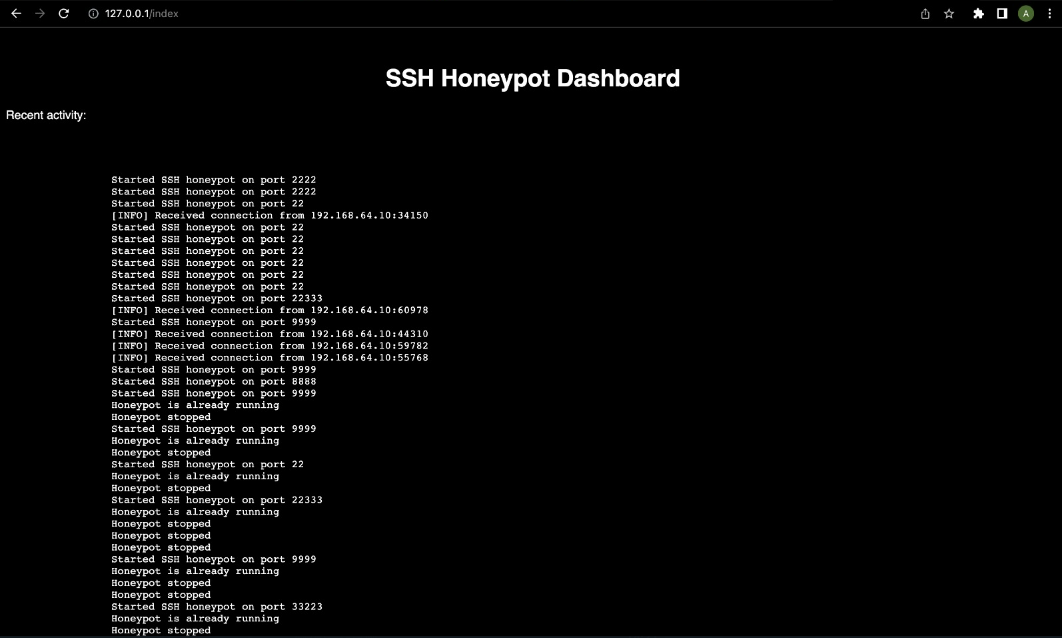 127.0.0.1/index
A
SSH Honeypot Dashboard
Recent activity:
Started SSH honeypot on port 2222
Started SSH honeypot on port 2222
Started SSH honeypot on port 22
[INFO] Received connection from 192.168.64.10:34150
Started SSH honeypot on port 22
Started SSH honeypot on port 22
Started SSH honeypot on port 22
Started SSH honeypot on port 22
Started SSH honeypot on port 22
Started SSH honeypot on port 22
Started SSH honeypot on port 22333
[INFO] Received connection from 192.168.64.10:60978
Started SSH honeypot on port 9999
[INFO] Received connection from 192.168.64.10:44310
[INFO] Received connection from 192.168.64.10:59782
[INFO] Received connection from 192.168.64.10:55768
Started SSH honeypot on port 9999
Started SSH honeypot on port 8888
Started SSH honeypot on port 9999
Honeypot is already running
Honeypot stopped
Started SSH honeypot on port 9999
Honeypot is already running
Honeypot stopped
Started SSH honeypot on port 22
Honeypot is already running
Honeypot stopped
Started SSH honeypot on port 22333
Honeypot is already running
Honeypot stopped
Honeypot stopped
Honeypot stopped
Started SSH honeypot on port 9999
Honeypot is already running
Honeypot stopped
Honeypot stopped
Started SSH honeypot on port 33223
Honeypot is already running
Honeypot stopped